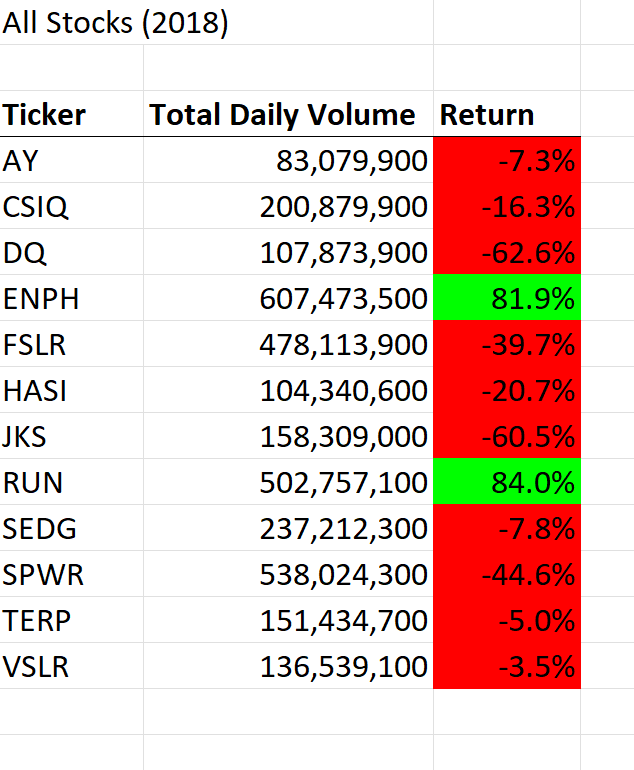 All Stocks (2018)
Ticker Total Daily Volume Return
AY 83,079,900 -7.3%
CSIQ 200,879,900 -16.3%
DQ 107,873,900 -62.6%
ENPH 607,473,500 81.9%
FSLR 478,113,900 -39.7%
HASI 104,340,600 -20.7%
JKS 158,309,000 -60.5%
RUN 502,757,100 84.0%
SEDG 237,212,300 -7.8%
SPWR 538,024,300 -44.6%
TERP 151,434,700 -5.0%
VSLR 136,539,100 -3.5%